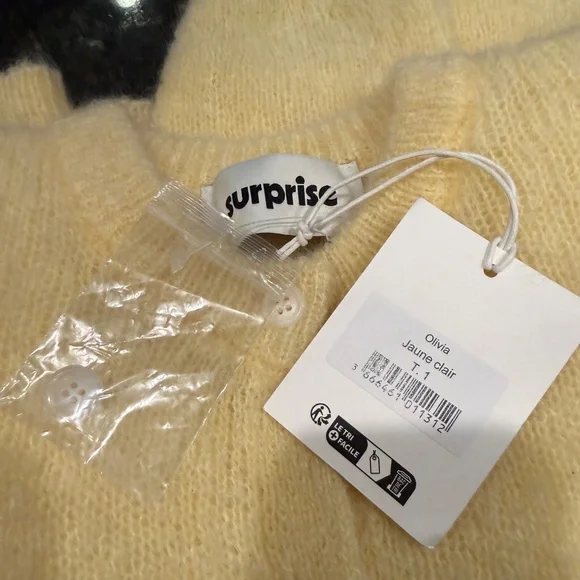 surprise
Olivia
Jaune clair
T. 1
3 666461 011312
LE TRI
+ FACILE